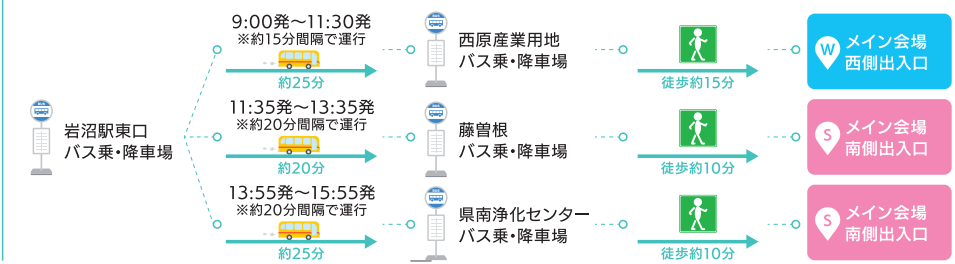 岩沼駅東口
バス乗・降車場
9:00発～11:30発
※約15分間隔で運行
約25分
西原産業用地
バス乗・降車場
徒歩約15分
W
メイン会場
西側出入口
11:35発～13:35発
※約20分間隔で運行
約20分
藤曽根
バス乗・降車場
徒歩約10分
S
メイン会場
南側出入口
13:55発～15:55発
※約20分間隔で運行
約25分
県南浄化センター
バス乗・降車場
徒歩約10分
S
メイン会場
南側出入口